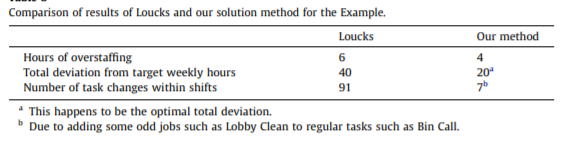 Comparison of results of Loucks and our solution method for the Example.
Loucks Our method
Hours of overstaffing 6 4
Total deviation from target weekly hours 40 20ᵃ
Number of task changes within shifts 91 7ᵇ
ᵃ This happens to be the optimal total deviation.
ᵇ Due to adding some odd jobs such as Lobby Clean to regular tasks such as Bin Call.